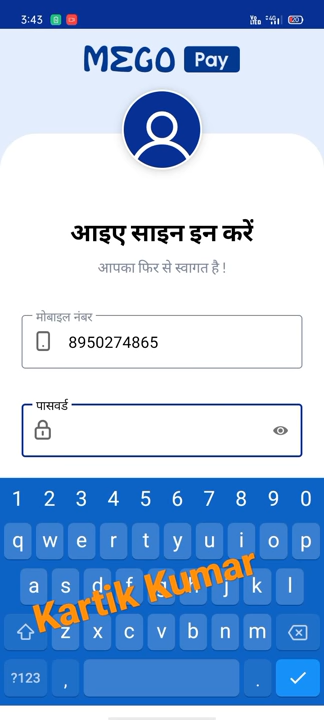 3:43
MEGO Pay
आइए साइन इन करें
आपका फिर से स्वागत है !
मोबाइल नंबर
8950274865
पासवर्ड
1 2 3 4 5 6 7 8 9 0
q w e r t y u i o p
a s d f g h j k l
Kartik Kumar
z x c v b n m
?123 , .